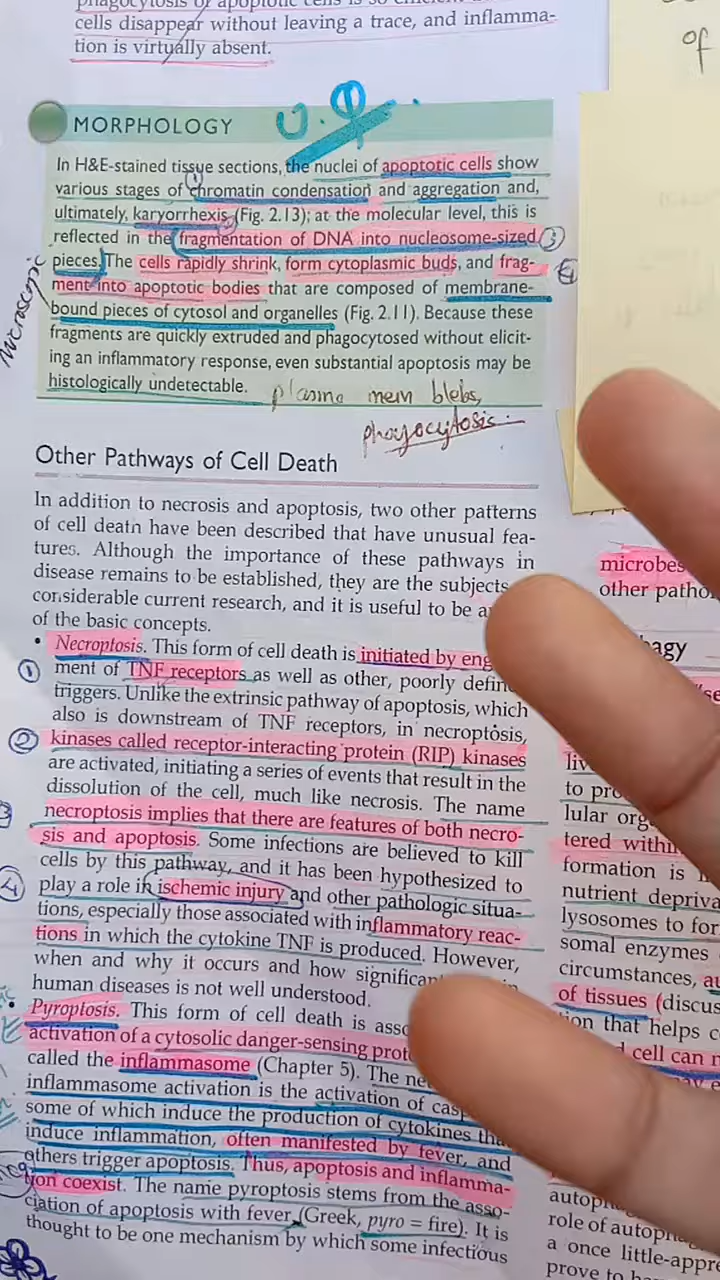 phagocytosis of apoptotic cells is so
cells disappear without leaving a trace, and inflamma-
tion is virtually absent.
of
MORPHOLOGY
In H&E-stained tissue sections, the nuclei of apoptotic cells show
various stages of chromatin condensation and aggregation and,
ultimately, karyorrhexis (Fig. 2.13); at the molecular level, this is
reflected in the fragmentation of DNA into nucleosome-sized
pieces. The cells rapidly shrink, form cytoplasmic buds, and frag-
ment into apoptotic bodies that are composed of membrane-
bound pieces of cytosol and organelles (Fig. 2.11). Because these
fragments are quickly extruded and phagocytosed without elicit-
ing an inflammatory response, even substantial apoptosis may be
histologically undetectable.
plasma mem blebs,
phagocytosis
Microscopic
Other Pathways of Cell Death
In addition to necrosis and apoptosis, two other patterns
of cell death have been described that have unusual fea-
tures. Although the importance of these pathways in
disease remains to be established, they are the subjects
considerable current research, and it is useful to be
of the basic concepts.
• Necroptosis. This form of cell death is initiated by eng
ment of TNF receptors as well as other, poorly define
triggers. Unlike the extrinsic pathway of apoptosis, which
also is downstream of TNF receptors, in necroptosis,
kinases called receptor-interacting protein (RIP) kinases
are activated, initiating a series of events that result in the
dissolution of the cell, much like necrosis. The name
necroptosis implies that there are features of both necro-
sis and apoptosis. Some infections are believed to kill
cells by this pathway, and it has been hypothesized to
play a role in ischemic injury and other pathologic situa-
tions, especially those associated with inflammatory reac-
tions in which the cytokine TNF is produced. However,
when and why it occurs and how significan
human diseases is not well understood.
• Pyroptosis. This form of cell death is asso
activation of a cytosolic danger-sensing prot
called the inflammasome (Chapter 5). The ne
inflammasome activation is the activation of casp
some of which induce the production of cytokines tha
induce inflammation, often manifested by fever, and
others trigger apoptosis. Thus, apoptosis and inflamma-
tion coexist. The name pyroptosis stems from the asso-
ciation of apoptosis with fever (Greek, pyro = fire). It is
thought to be one mechanism by which some infectious
microbes
other patho
hagy
liv
to pro
lular org
tered within
formation is
nutrient depriva
lysosomes to for
somal enzymes
circumstances, au
of tissues (discus
tion that helps c
cell can
autopha
role of autoph
a once little-appre
prove to